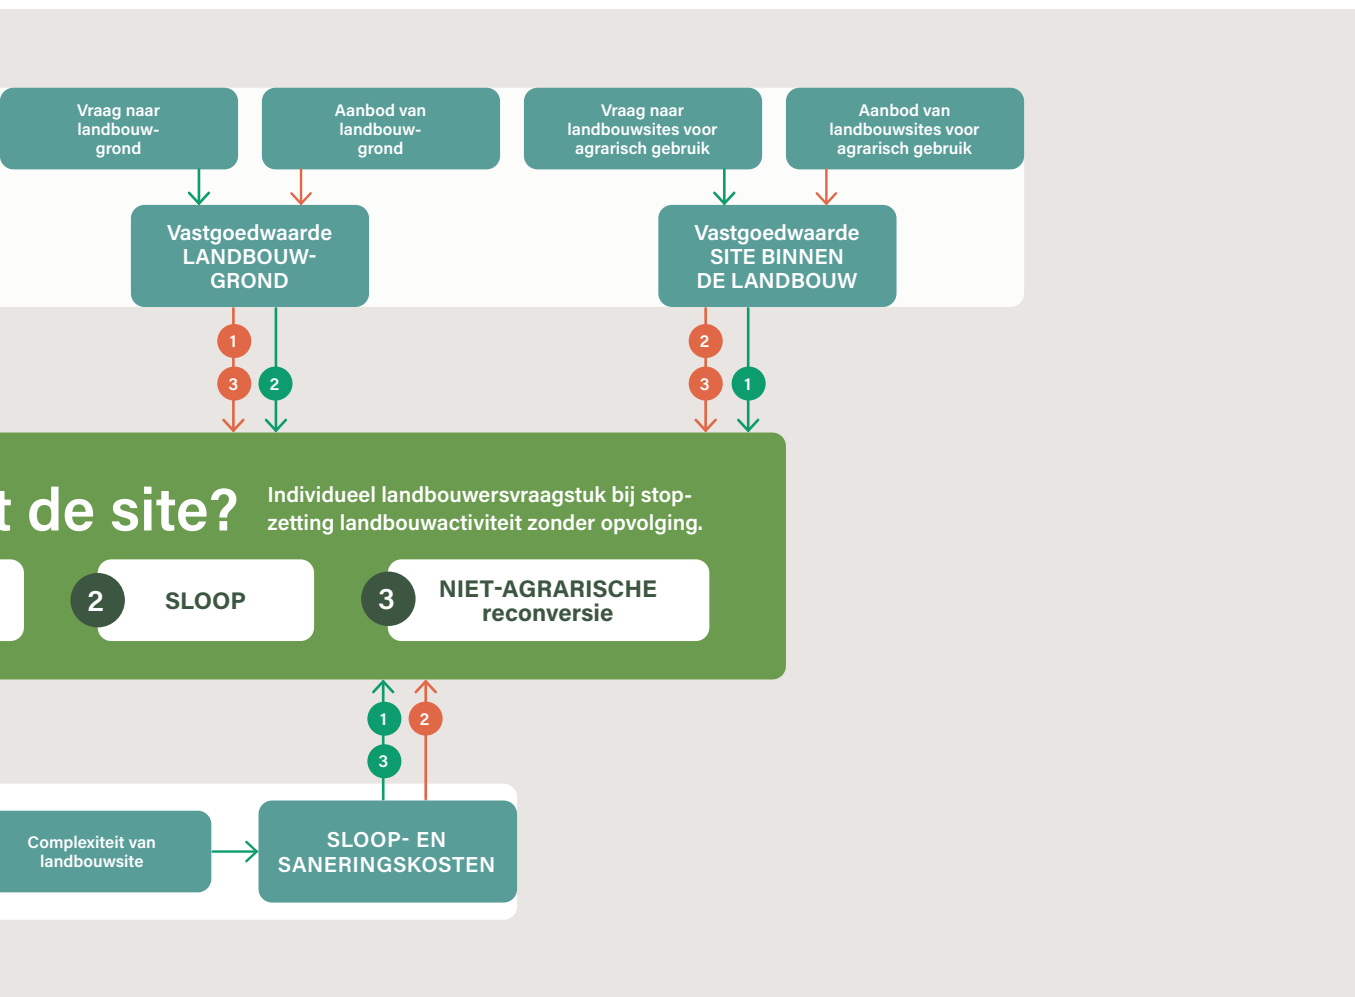 Vraag naar
landbouw-
grond
Aanbod van
landbouw-
grond
Vraag naar
landbouwsites voor
agrarisch gebruik
Aanbod van
landbouwsites voor
agrarisch gebruik
Vastgoedwaarde
LANDBOUW-
GROND
Vastgoedwaarde
SITE BINNEN
DE LANDBOUW
1
3
2
2
3
1
t de site?
Individueel landbouwersvraagstuk bij stop-
zetting landbouwactiviteit zonder opvolging.
2
SLOOP
3
NIET-AGRARISCHE
reconversie
1
2
3
Complexiteit van
landbouwsite
SLOOP- EN
SANERINGSKOSTEN